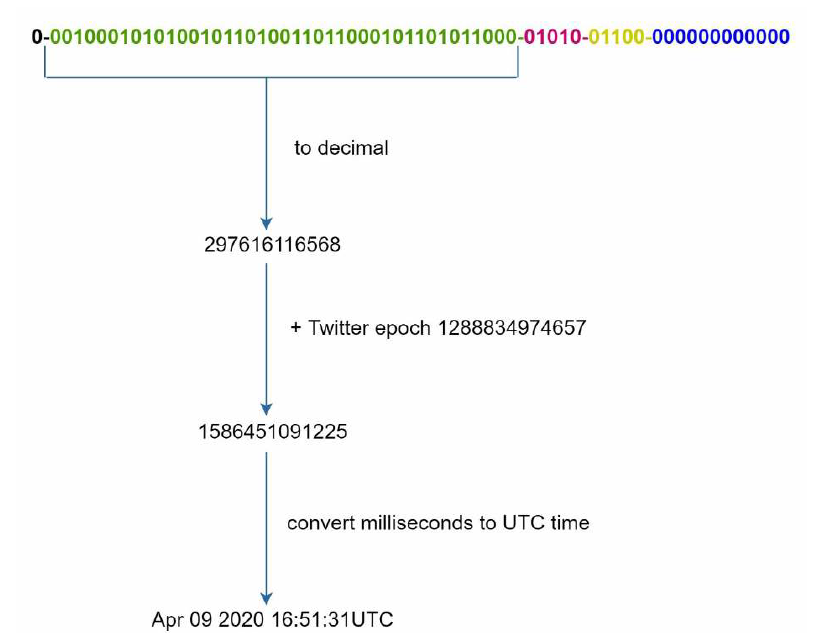 0-00100010101001011010011011000101101011000-01010-01100-000000000000
to decimal
297616116568
+ Twitter epoch 1288834974657
1586451091225
convert milliseconds to UTC time
Apr 09 2020 16:51:31UTC